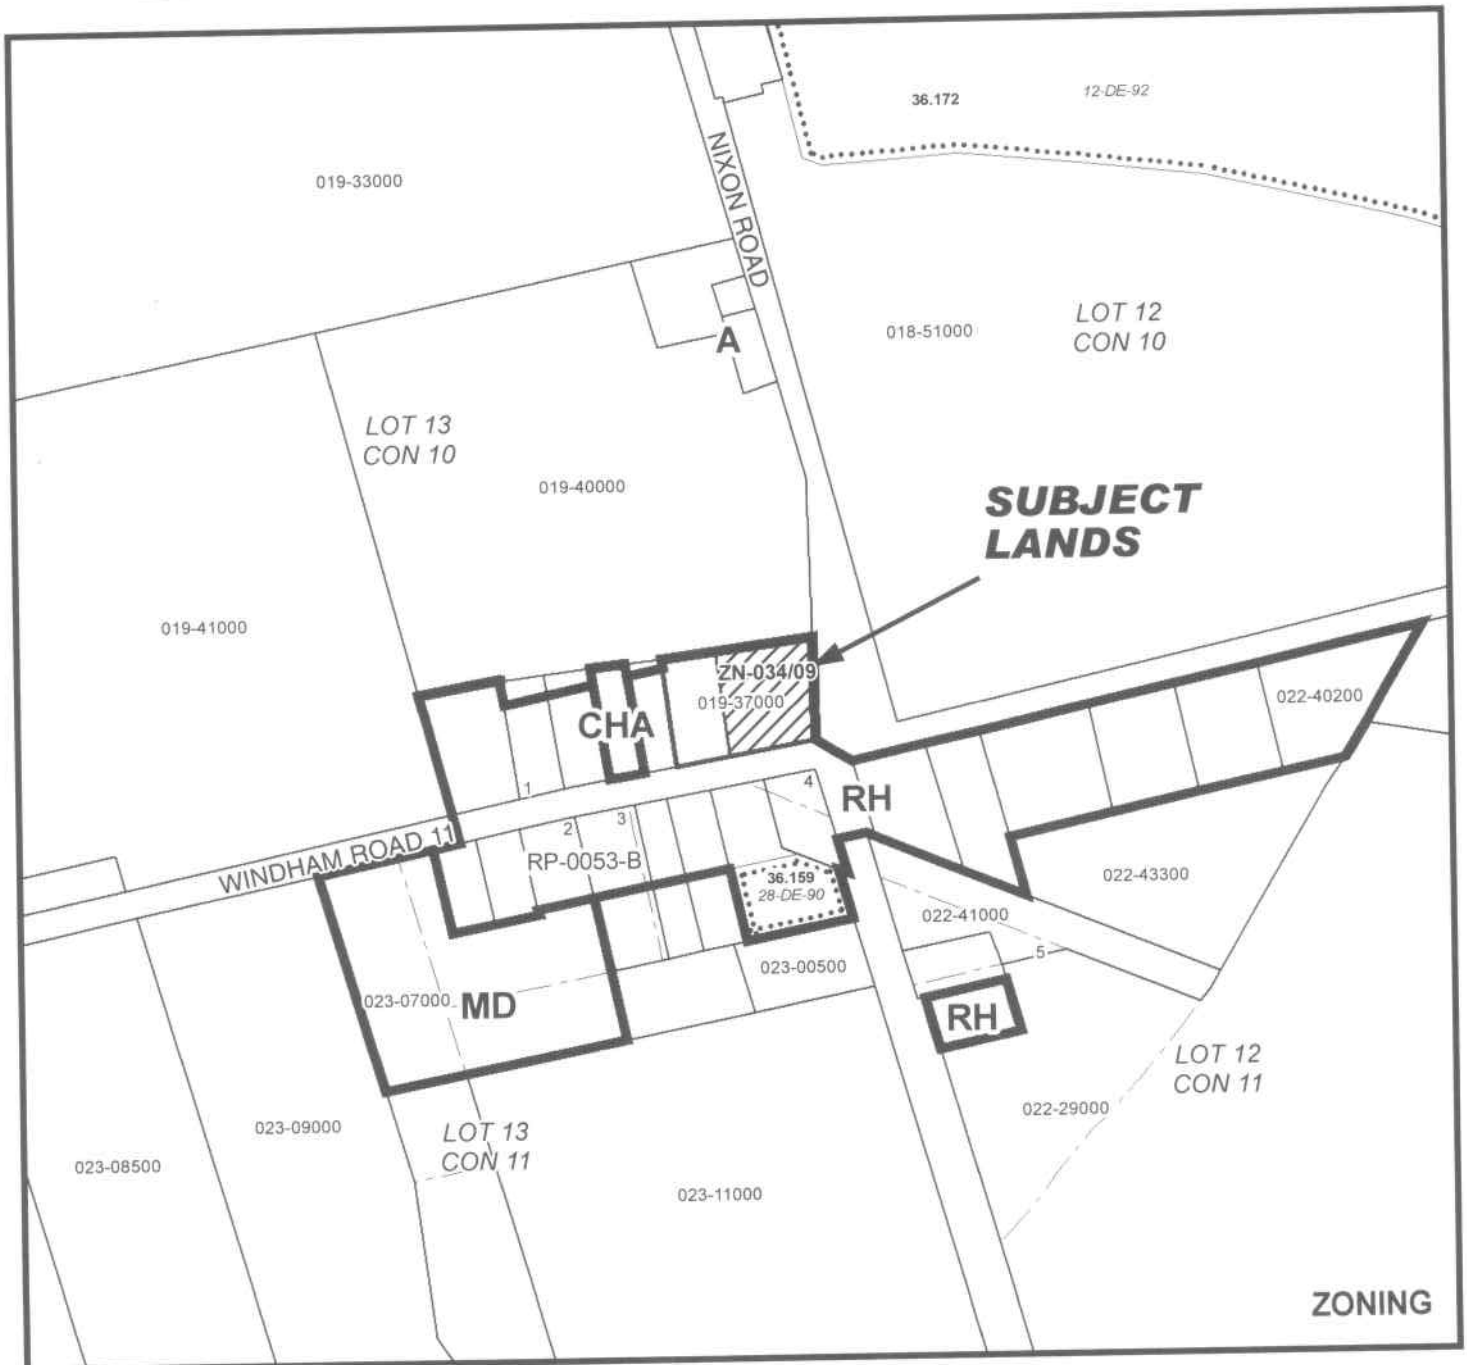 36.172
12-DE-92
NIXON ROAD
019-33000
LOT 12
CON 10
018-51000
A
LOT 13
CON 10
019-40000
SUBJECT
LANDS
019-41000
ZN-034/09
019-37000
022-40200
CHA
1
4
RH
2
3
WINDHAM ROAD 11
RP-0053-B
36.159
28-DE-90
022-43300
022-41000
5
023-00500
023-07000
MD
RH
LOT 12
CON 11
022-29000
023-09000
LOT 13
CON 11
023-08500
023-11000
ZONING